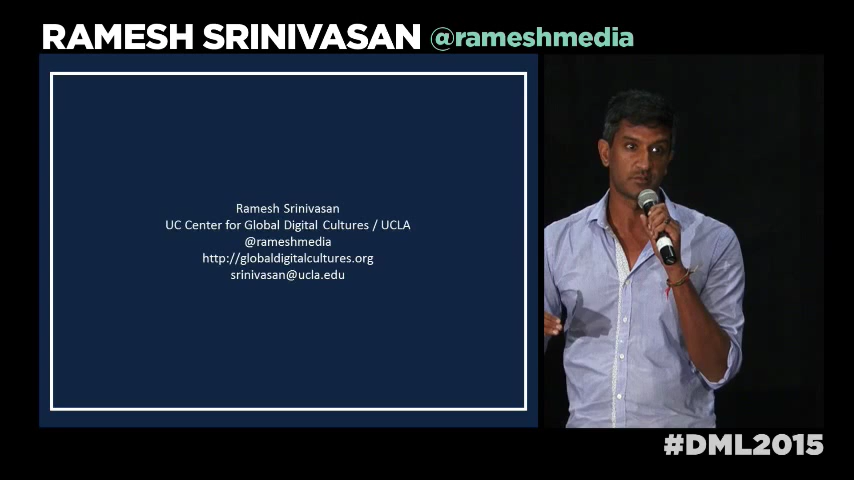 RAMESH SRINIVASAN @rameshmedia
Ramesh Srinivasan
UC Center for Global Digital Cultures / UCLA
@rameshmedia
http://globaldigitalcultures.org
srinivasan@ucla.edu
#DML2015